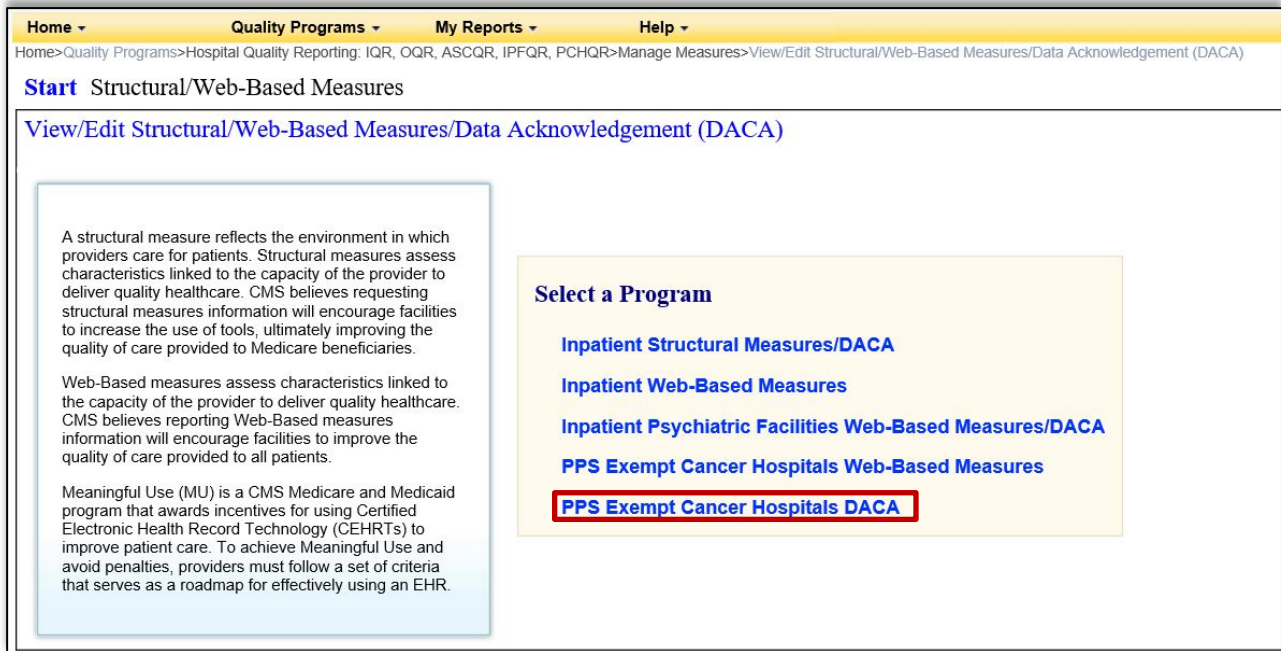 Home Quality Programs My Reports Help
Home>Quality Programs>Hospital Quality Reporting: IQR, OQR, ASCQR, IPFQR, PCHQR>Manage Measures>View/Edit Structural/Web-Based Measures/Data Acknowledgement (DACA)
Start Structural/Web-Based Measures
View/Edit Structural/Web-Based Measures/Data Acknowledgement (DACA)
A structural measure reflects the environment in which
providers care for patients. Structural measures assess
characteristics linked to the capacity of the provider to
deliver quality healthcare. CMS believes requesting
structural measures information will encourage facilities
to increase the use of tools, ultimately improving the
quality of care provided to Medicare beneficiaries.
Web-Based measures assess characteristics linked to
the capacity of the provider to deliver quality healthcare.
CMS believes reporting Web-Based measures
information will encourage facilities to improve the
quality of care provided to all patients.
Meaningful Use (MU) is a CMS Medicare and Medicaid
program that awards incentives for using Certified
Electronic Health Record Technology (CEHRTs) to
improve patient care. To achieve Meaningful Use and
avoid penalties, providers must follow a set of criteria
that serves as a roadmap for effectively using an EHR.
Select a Program
Inpatient Structural Measures/DACA
Inpatient Web-Based Measures
Inpatient Psychiatric Facilities Web-Based Measures/DACA
PPS Exempt Cancer Hospitals Web-Based Measures
PPS Exempt Cancer Hospitals DACA